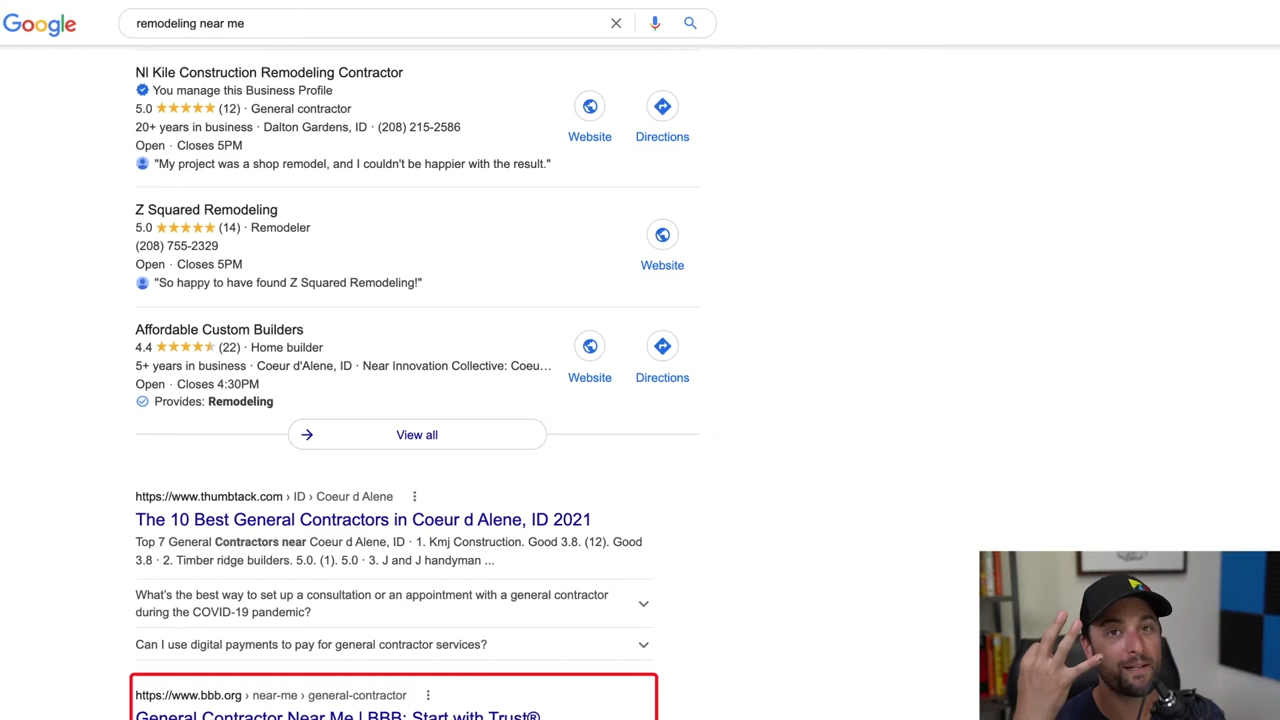 Google
remodeling near me
NI Kile Construction Remodeling Contractor
You manage this Business Profile
5.0 (12) · General contractor
20+ years in business · Dalton Gardens, ID · (208) 215-2586
Open · Closes 5PM
"My project was a shop remodel, and I couldn't be happier with the result."
Website
Directions
Z Squared Remodeling
5.0 (14) · Remodeler
(208) 755-2329
Open · Closes 5PM
"So happy to have found Z Squared Remodeling!"
Website
Affordable Custom Builders
4.4 (22) · Home builder
5+ years in business · Coeur d'Alene, ID · Near Innovation Collective: Coeu…
Open · Closes 4:30PM
Provides: Remodeling
Website
Directions
View all
https://www.thumbtack.com › ID › Coeur d Alene
The 10 Best General Contractors in Coeur d Alene, ID 2021
Top 7 General Contractors near Coeur d Alene, ID · 1. Kmj Construction. Good 3.8. (12). Good
3.8 · 2. Timber ridge builders. 5.0. (1). 5.0 · 3. J and J handyman ...
What's the best way to set up a consultation or an appointment with a general contractor
during the COVID-19 pandemic?
Can I use digital payments to pay for general contractor services?
https://www.bbb.org › near-me › general-contractor
General Contractor Near Me | BBB: Start with Trust®